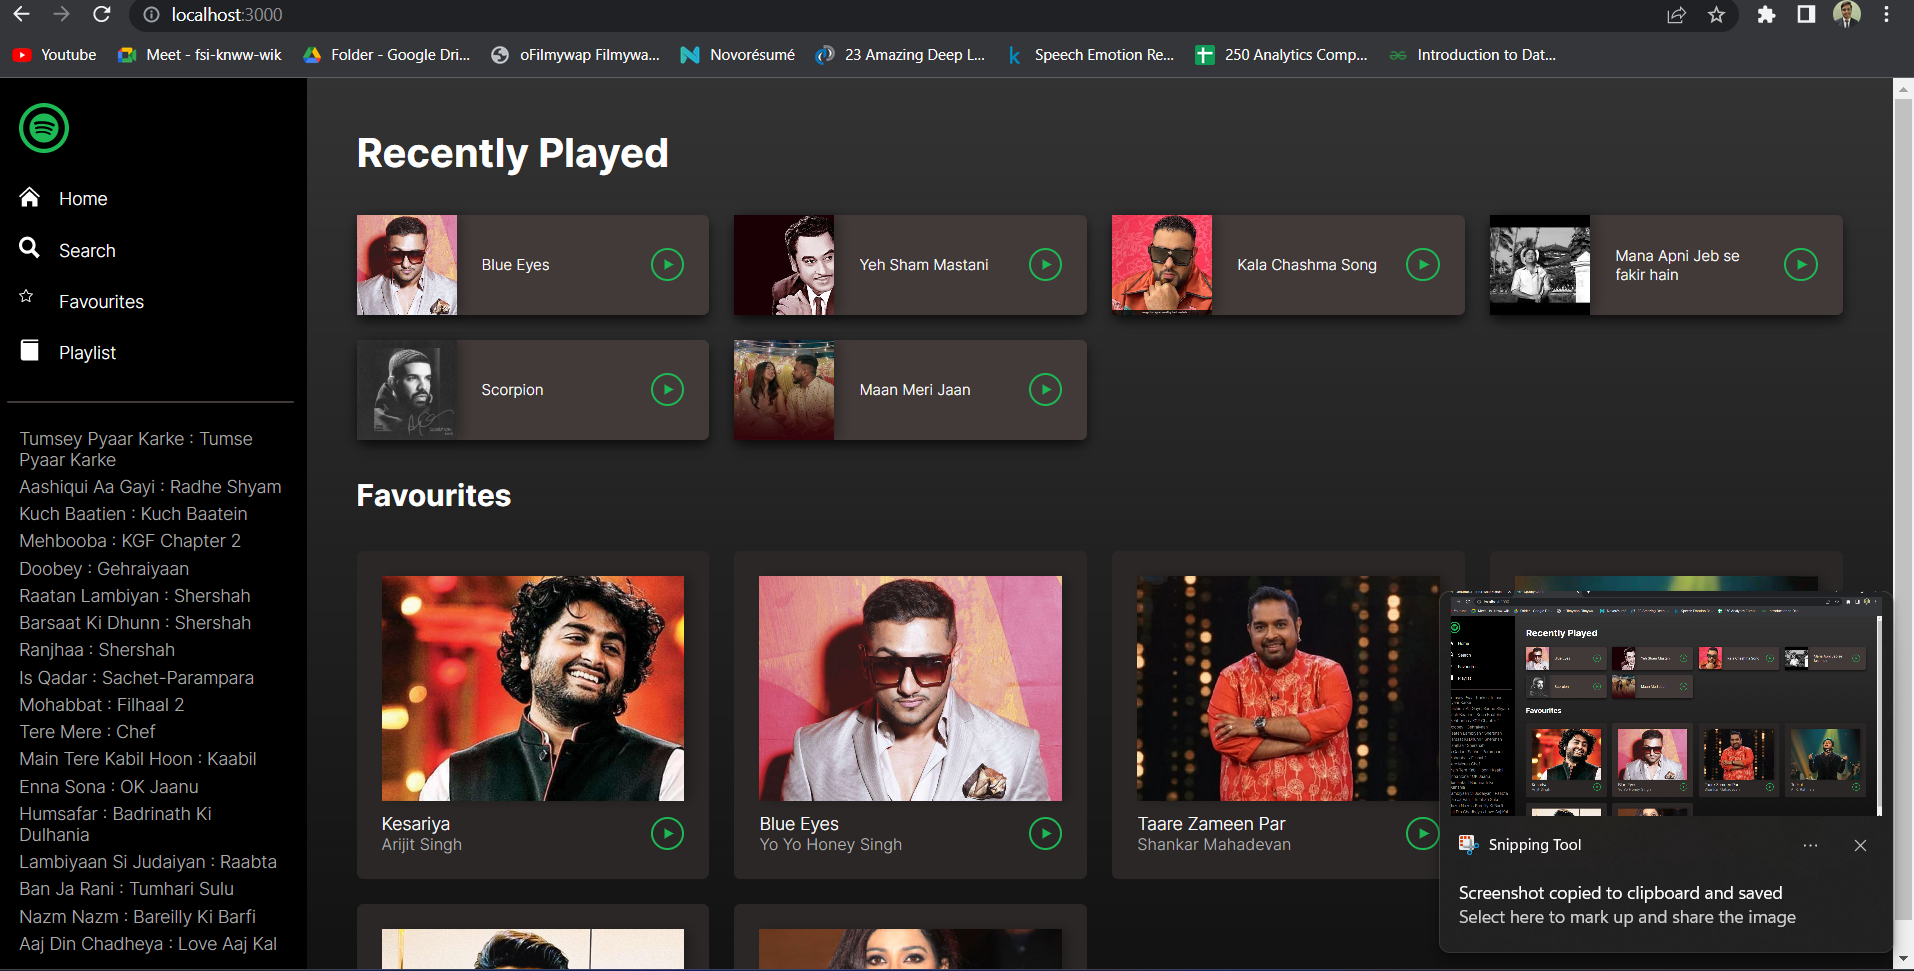 localhost:3000
Youtube
Meet - fsi-knww-wik
Folder - Google Dri...
oFilmywap Filmywa...
Novorésumé
23 Amazing Deep L...
Speech Emotion Re...
250 Analytics Comp...
Introduction to Dat...
Home
Search
Favourites
Playlist
Tumsey Pyaar Karke : Tumse
Pyaar Karke
Aashiqui Aa Gayi : Radhe Shyam
Kuch Baatien : Kuch Baatein
Mehbooba : KGF Chapter 2
Doobey : Gehraiyaan
Raatan Lambiyan : Shershah
Barsaat Ki Dhunn : Shershah
Ranjhaa : Shershah
Is Qadar : Sachet-Parampara
Mohabbat : Filhaal 2
Tere Mere : Chef
Main Tere Kabil Hoon : Kaabil
Enna Sona : OK Jaanu
Humsafar : Badrinath Ki
Dulhania
Lambiyaan Si Judaiyan : Raabta
Ban Ja Rani : Tumhari Sulu
Nazm Nazm : Bareilly Ki Barfi
Aaj Din Chadheya : Love Aaj Kal
Recently Played
Blue Eyes
Yeh Sham Mastani
Kala Chashma Song
Mana Apni Jeb se
fakir hain
Scorpion
Maan Meri Jaan
Favourites
Kesariya
Arijit Singh
Blue Eyes
Yo Yo Honey Singh
Taare Zameen Par
Shankar Mahadevan
Recently Played
Favourites
Snipping Tool
Screenshot copied to clipboard and saved
Select here to mark up and share the image